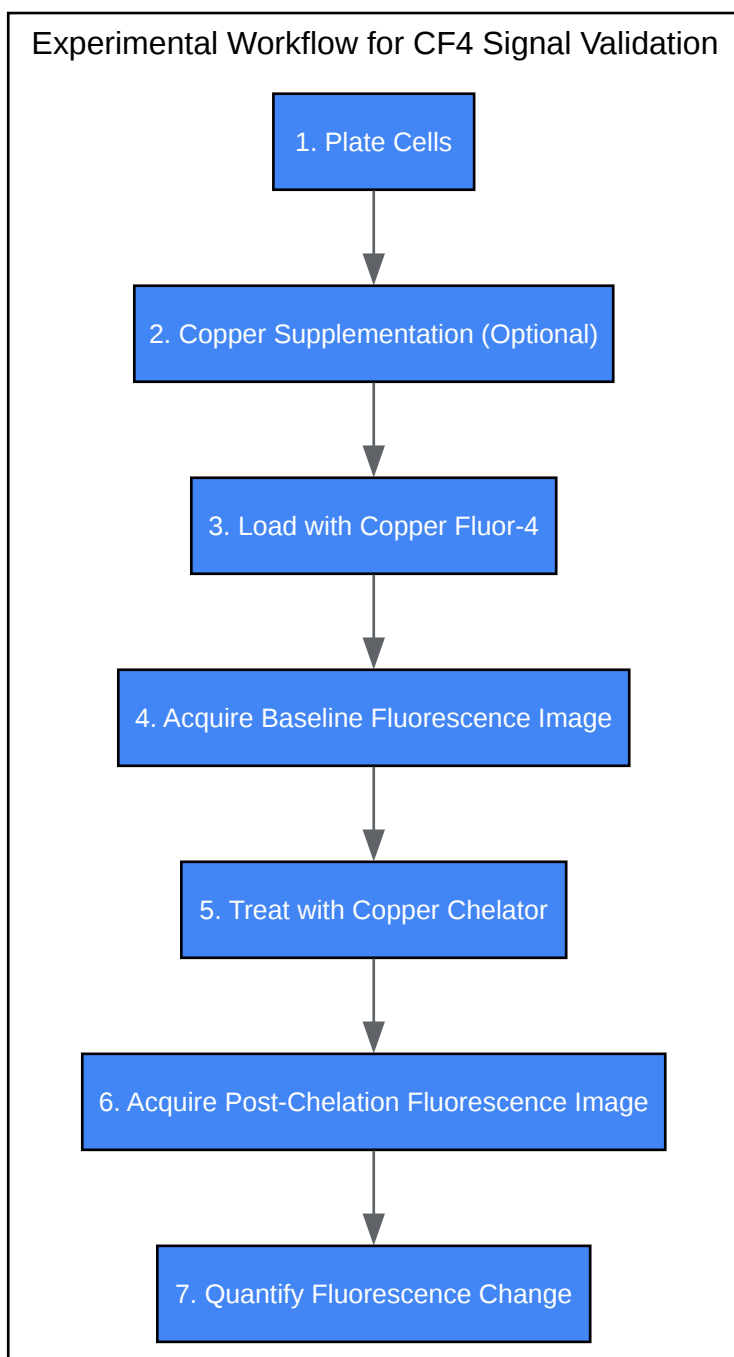 Experimental Workflow for CF4 Signal Validation
1. Plate Cells
2. Copper Supplementation (Optional)
3. Load with Copper Fluor-4
4. Acquire Baseline Fluorescence Image
5. Treat with Copper Chelator
6. Acquire Post-Chelation Fluorescence Image
7. Quantify Fluorescence Change